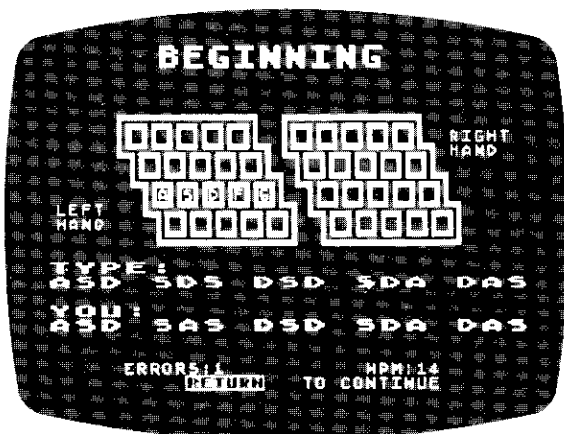 BEGINNING
RIGHT
HAND
A S D F G
LEFT
HAND
TYPE:
ASD SDS DSD SDA DAS
YOU:
ASD SAS DSD SDA DAS
ERRORS:1 WPM:14
RETURN TO CONTINUE